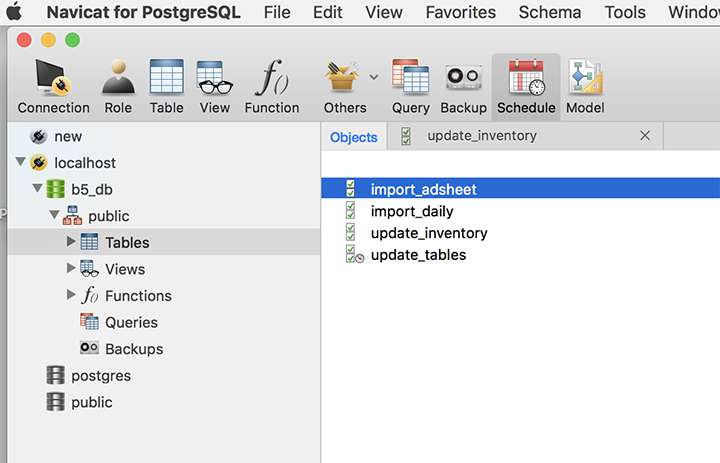 Navicat for PostgreSQL File Edit View Favorites Schema Tools Window
Connection Role Table View Function Others Query Backup Schedule Model
new
localhost
b5_db
public
Tables
Views
Functions
Queries
Backups
postgres
public
Objects update_inventory
import_adsheet
import_daily
update_inventory
update_tables